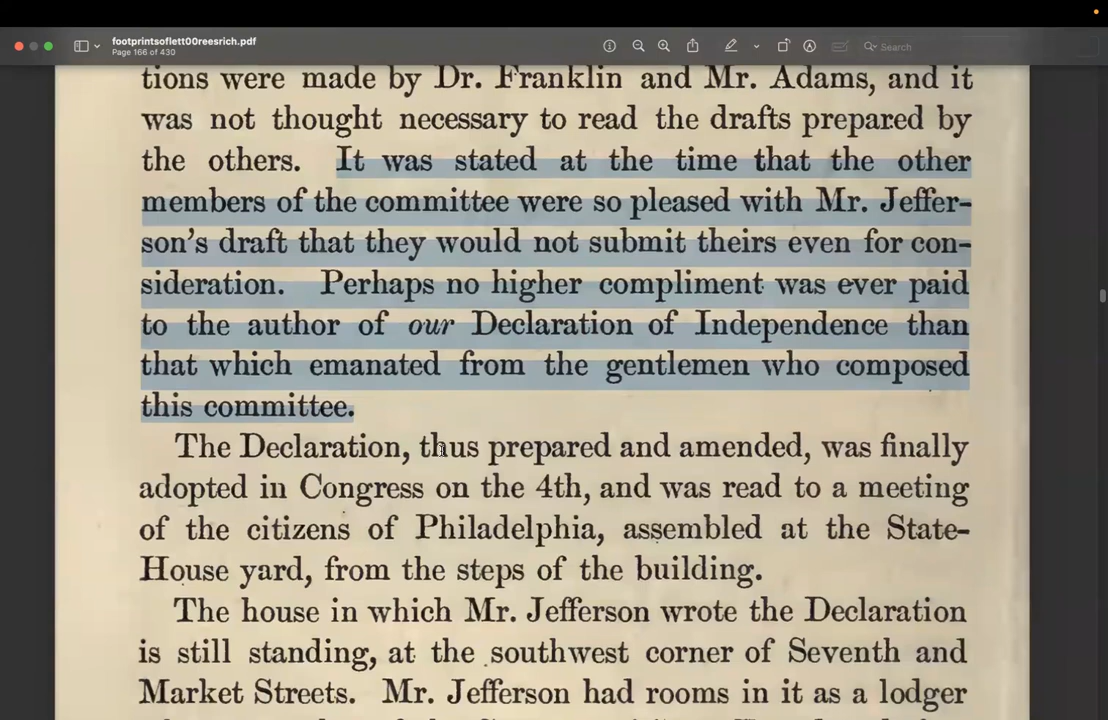 footprintsoflett00reesrich.pdf
Page 166 of 430
Search
tions were made by Dr. Franklin and Mr. Adams, and it
was not thought necessary to read the drafts prepared by
the others. It was stated at the time that the other
members of the committee were so pleased with Mr. Jeffer-
son's draft that they would not submit theirs even for con-
sideration. Perhaps no higher compliment was ever paid
to the author of our Declaration of Independence than
that which emanated from the gentlemen who composed
this committee.
The Declaration, thus prepared and amended, was finally
adopted in Congress on the 4th, and was read to a meeting
of the citizens of Philadelphia, assembled at the State-
House yard, from the steps of the building.
The house in which Mr. Jefferson wrote the Declaration
is still standing, at the southwest corner of Seventh and
Market Streets. Mr. Jefferson had rooms in it as a lodger